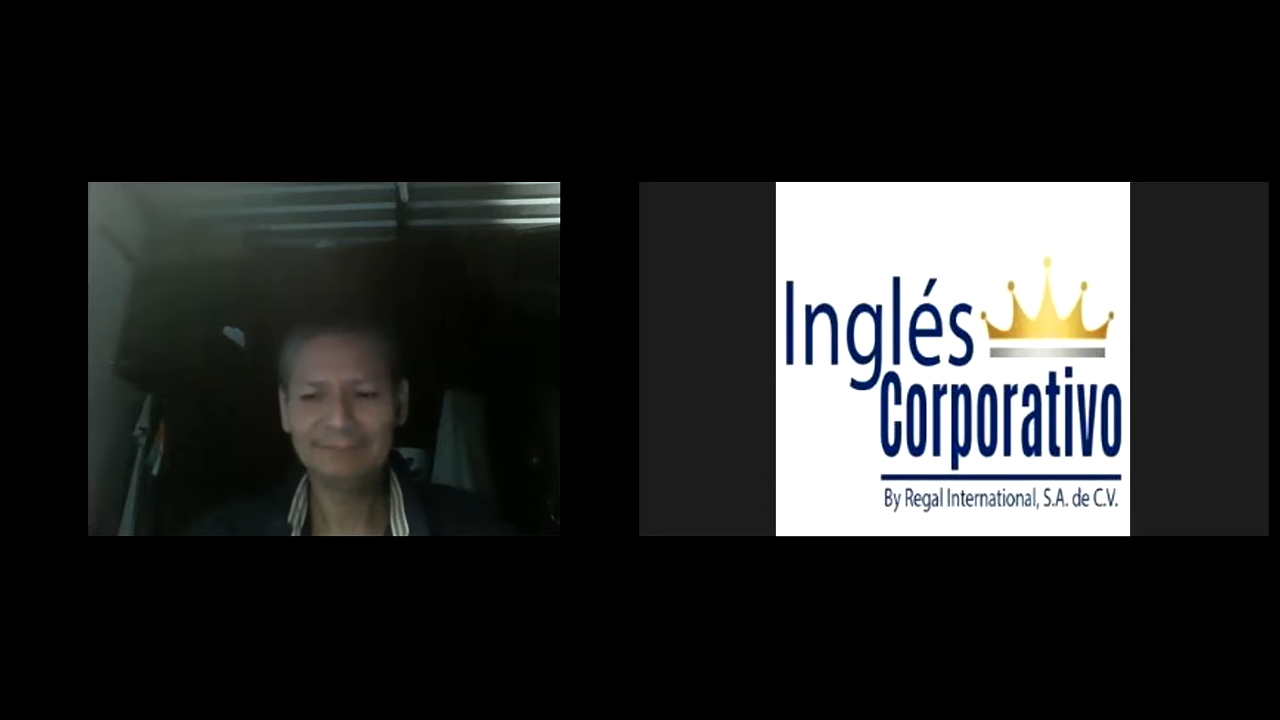 Inglés
Corporativo
By Regal International, S.A. de C.V.